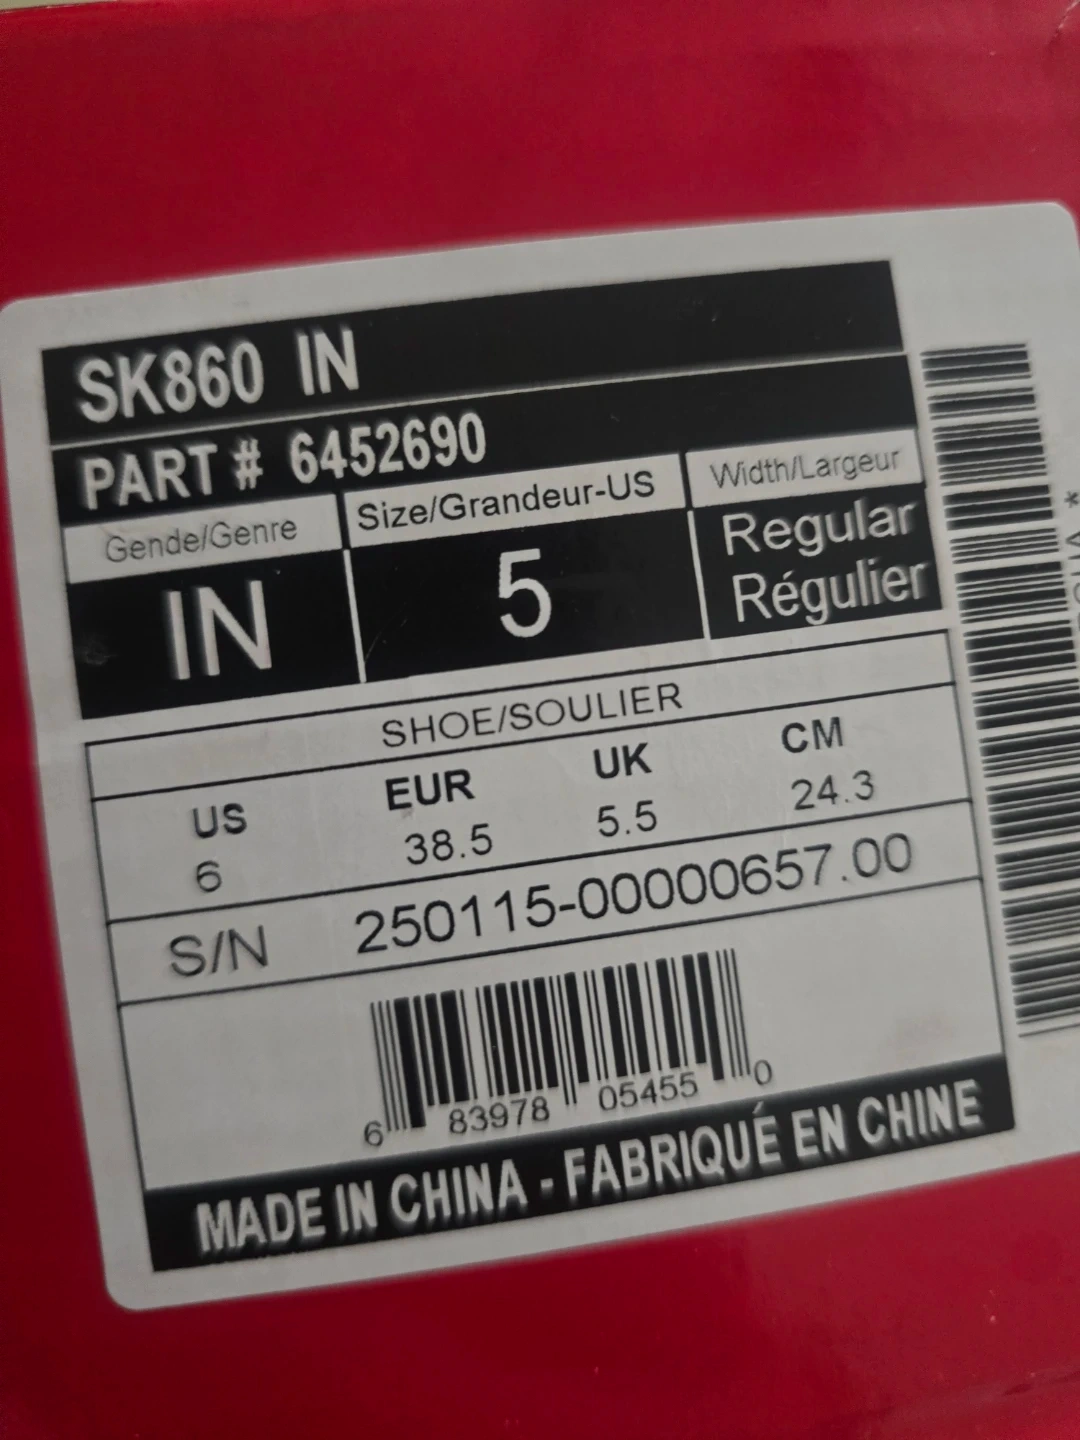 SK860 IN
PART # 6452690
Gende/Genre Size/Grandeur-US Width/Largeur
IN 5 Regular
Régulier
SHOE/SOULIER
US EUR UK CM
6 38.5 5.5 24.3
S/N 250115-00000657.00
6 83978 05455 0
MADE IN CHINA - FABRIQUÉ EN CHINE